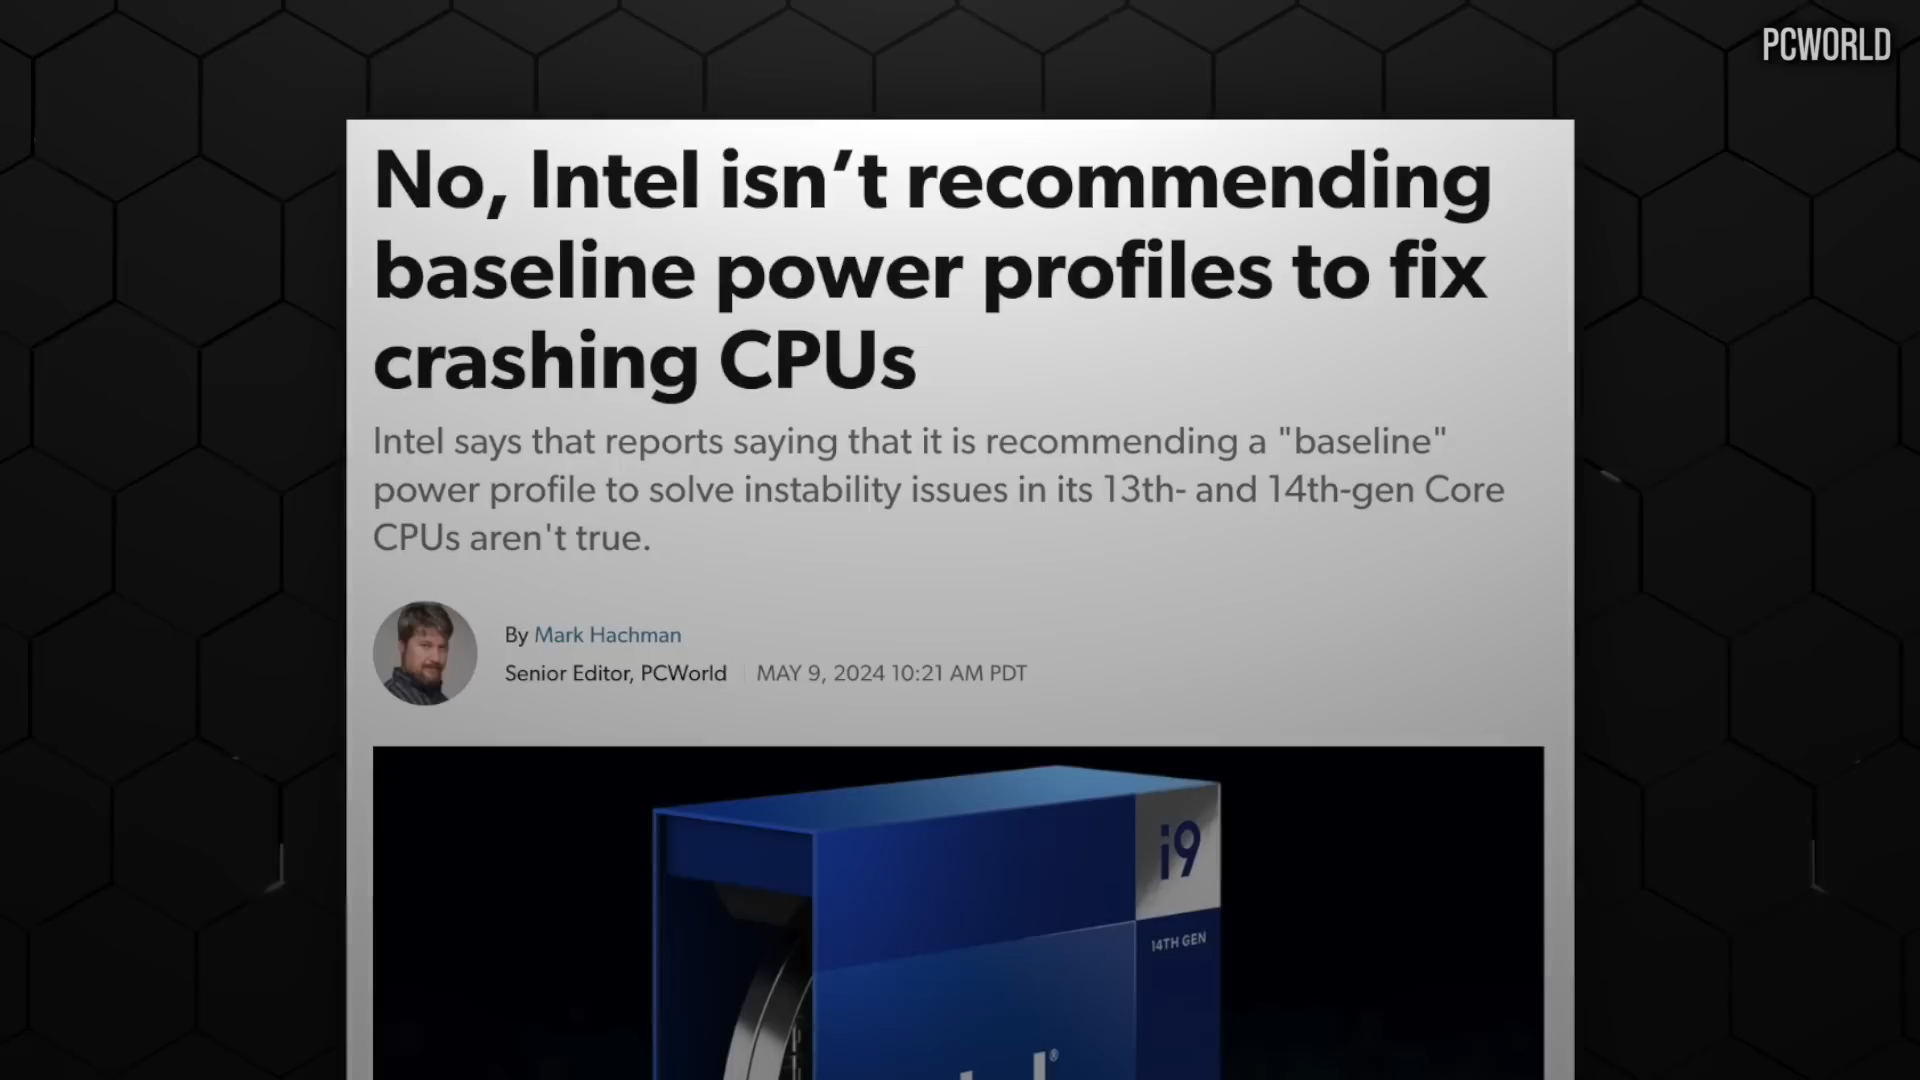 PCWORLD
No, Intel isn’t recommending
baseline power profiles to fix
crashing CPUs
Intel says that reports saying that it is recommending a "baseline"
power profile to solve instability issues in its 13th- and 14th-gen Core
CPUs aren't true.
By Mark Hachman
Senior Editor, PCWorld MAY 9, 2024 10:21 AM PDT
i9
14TH GEN